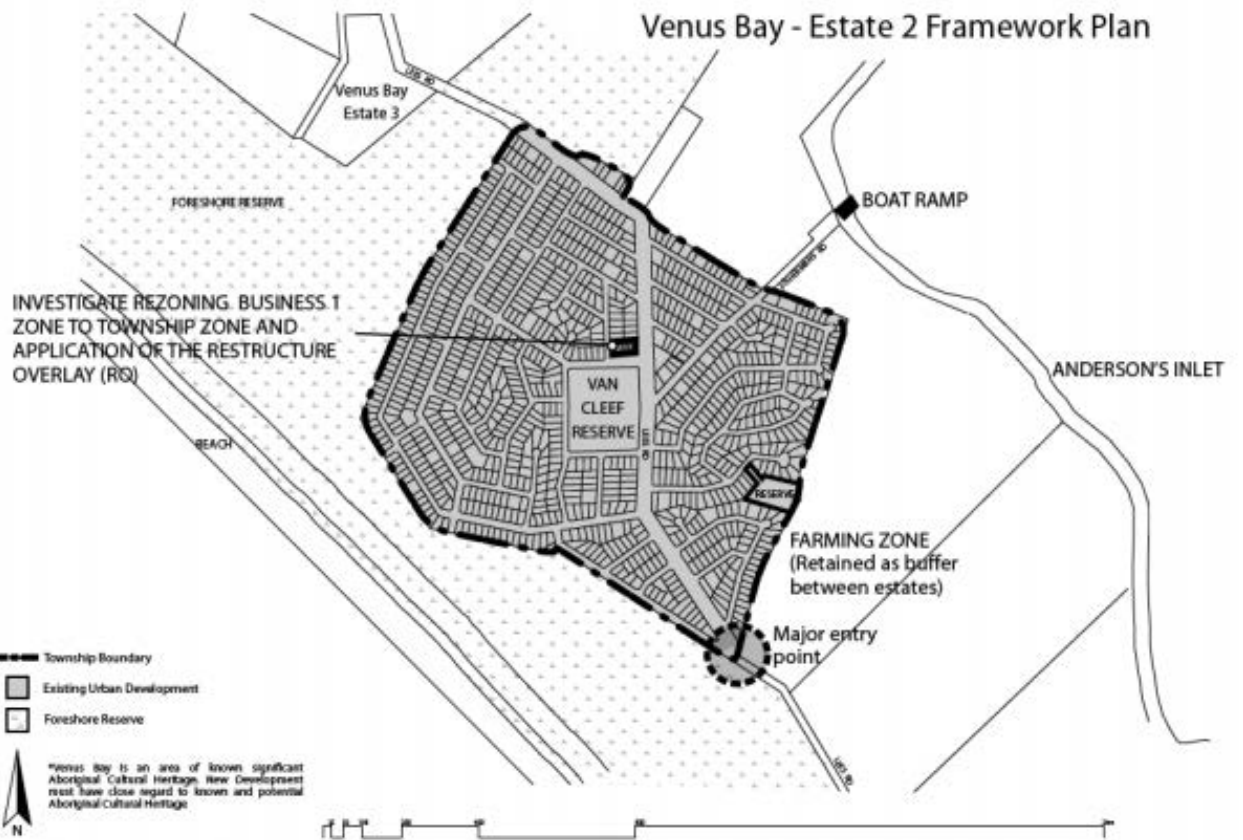 Venus Bay - Estate 2 Framework Plan
Venus Bay
Estate 3
FORESHORE RESERVE
BOAT RAMP
INVESTIGATE REZONING BUSINESS 1
ZONE TO TOWNSHIP ZONE AND
APPLICATION OF THE RESTRUCTURE
OVERLAY (RO)
ANDERSON'S INLET
VAN
CLEEF
RESERVE
BEACH
RESERVE
FARMING ZONE
(Retained as buffer
between estates)
Major entry
point
Township Boundary
Existing Urban Development
Foreshore Reserve
*Venus Bay is an area of known significant
Aboriginal Cultural Heritage. New Development
must have close regard to known and potential
Aboriginal Cultural Heritage
N